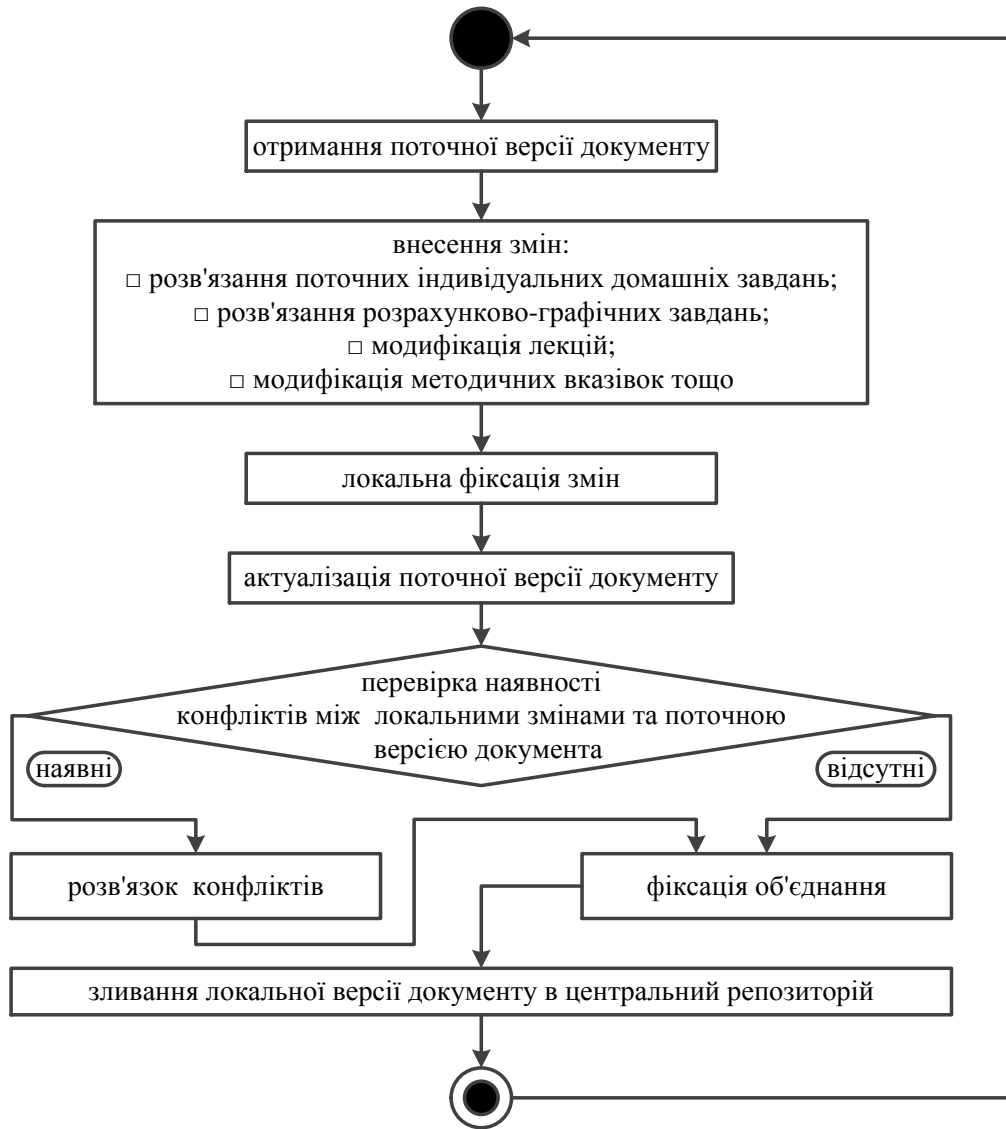 отримання поточної версії документу
внесення змін:
□ розв'язання поточних індивідуальних домашніх завдань;
□ розв'язання розрахунково-графічних завдань;
□ модифікація лекцій;
□ модифікація методичних вказівок тощо
локальна фіксація змін
актуалізація поточної версії документу
перевірка наявності
конфліктів між локальними змінами та поточною
версією документа
наявні
відсутні
розв'язок конфліктів
фіксація об'єднання
зливання локальної версії документу в центральний репозиторій